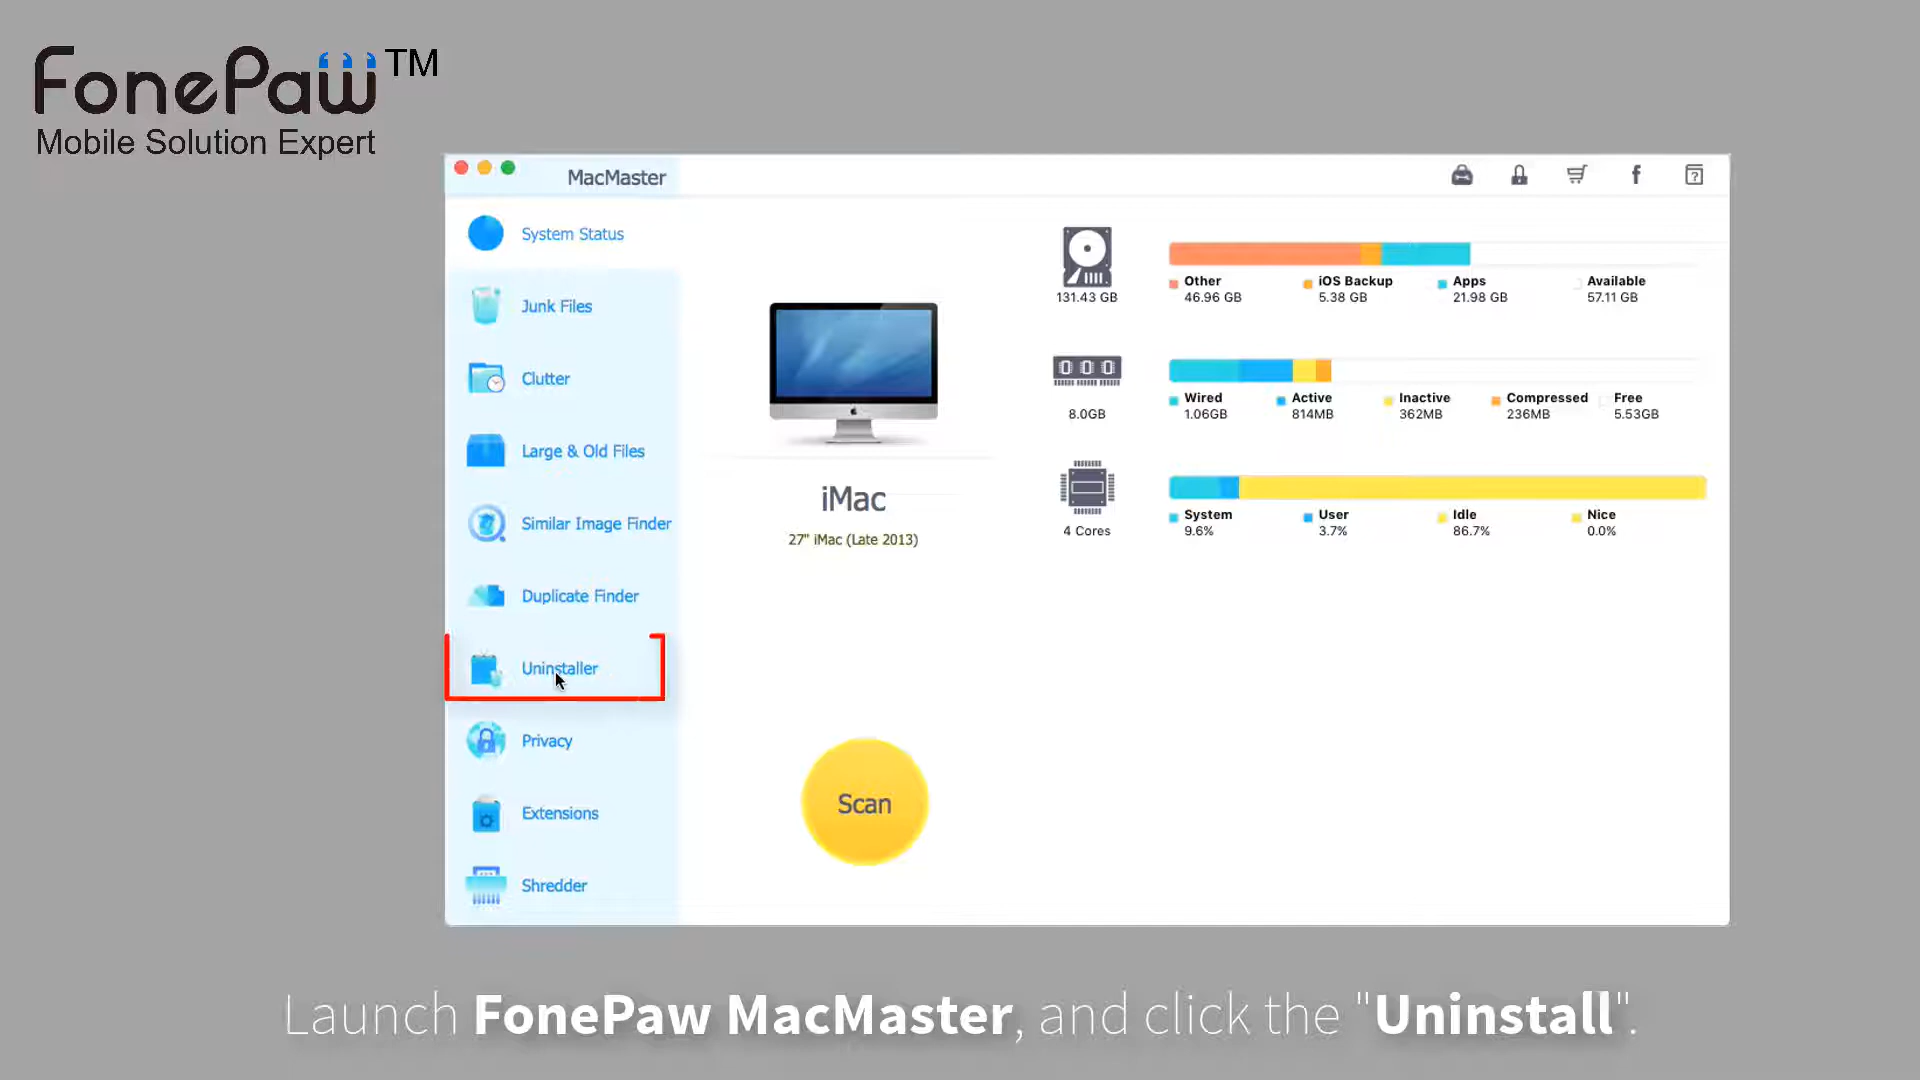 FonePaw™
Mobile Solution Expert
MacMaster
System Status
Junk Files
Clutter
Large & Old Files
Similar Image Finder
Duplicate Finder
Uninstaller
Privacy
Extensions
Shredder
iMac
27" iMac (Late 2013)
Scan
131.43 GB
Other iOS Backup Apps Available
46.96 GB 5.38 GB 21.98 GB 57.11 GB
8.0GB
Wired Active Inactive Compressed Free
1.06GB 814MB 362MB 236MB 5.53GB
4 Cores
System User Idle Nice
9.6% 3.7% 86.7% 0.0%
Launch FonePaw MacMaster, and click the "Uninstall".